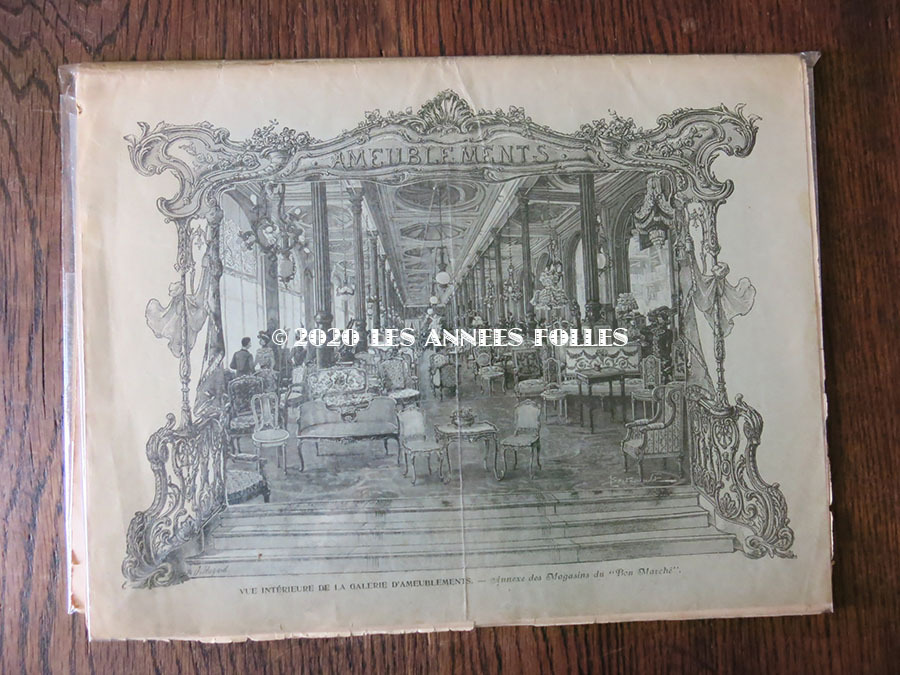 AMEUBLEMENTS.
© 2020 LES ANNEES FOLLES
VUE INTÉRIEURE DE LA GALERIE D'AMEUBLEMENTS. — Annexe des Magasins du "Bon Marché".